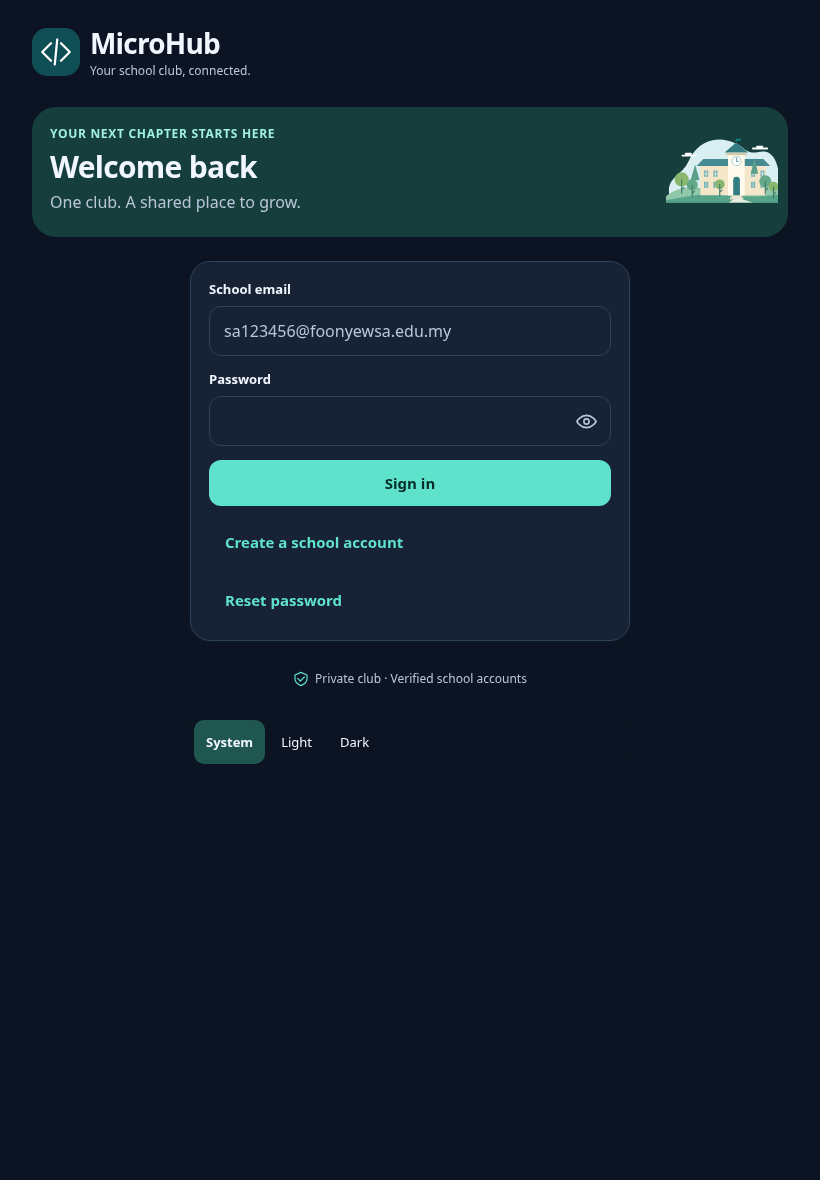 MicroHub
Your school club, connected.
YOUR NEXT CHAPTER STARTS HERE
Welcome back
One club. A shared place to grow.
School email
sa123456@foonyewsa.edu.my
Password
Sign in
Create a school account
Reset password
Private club · Verified school accounts
System Light Dark